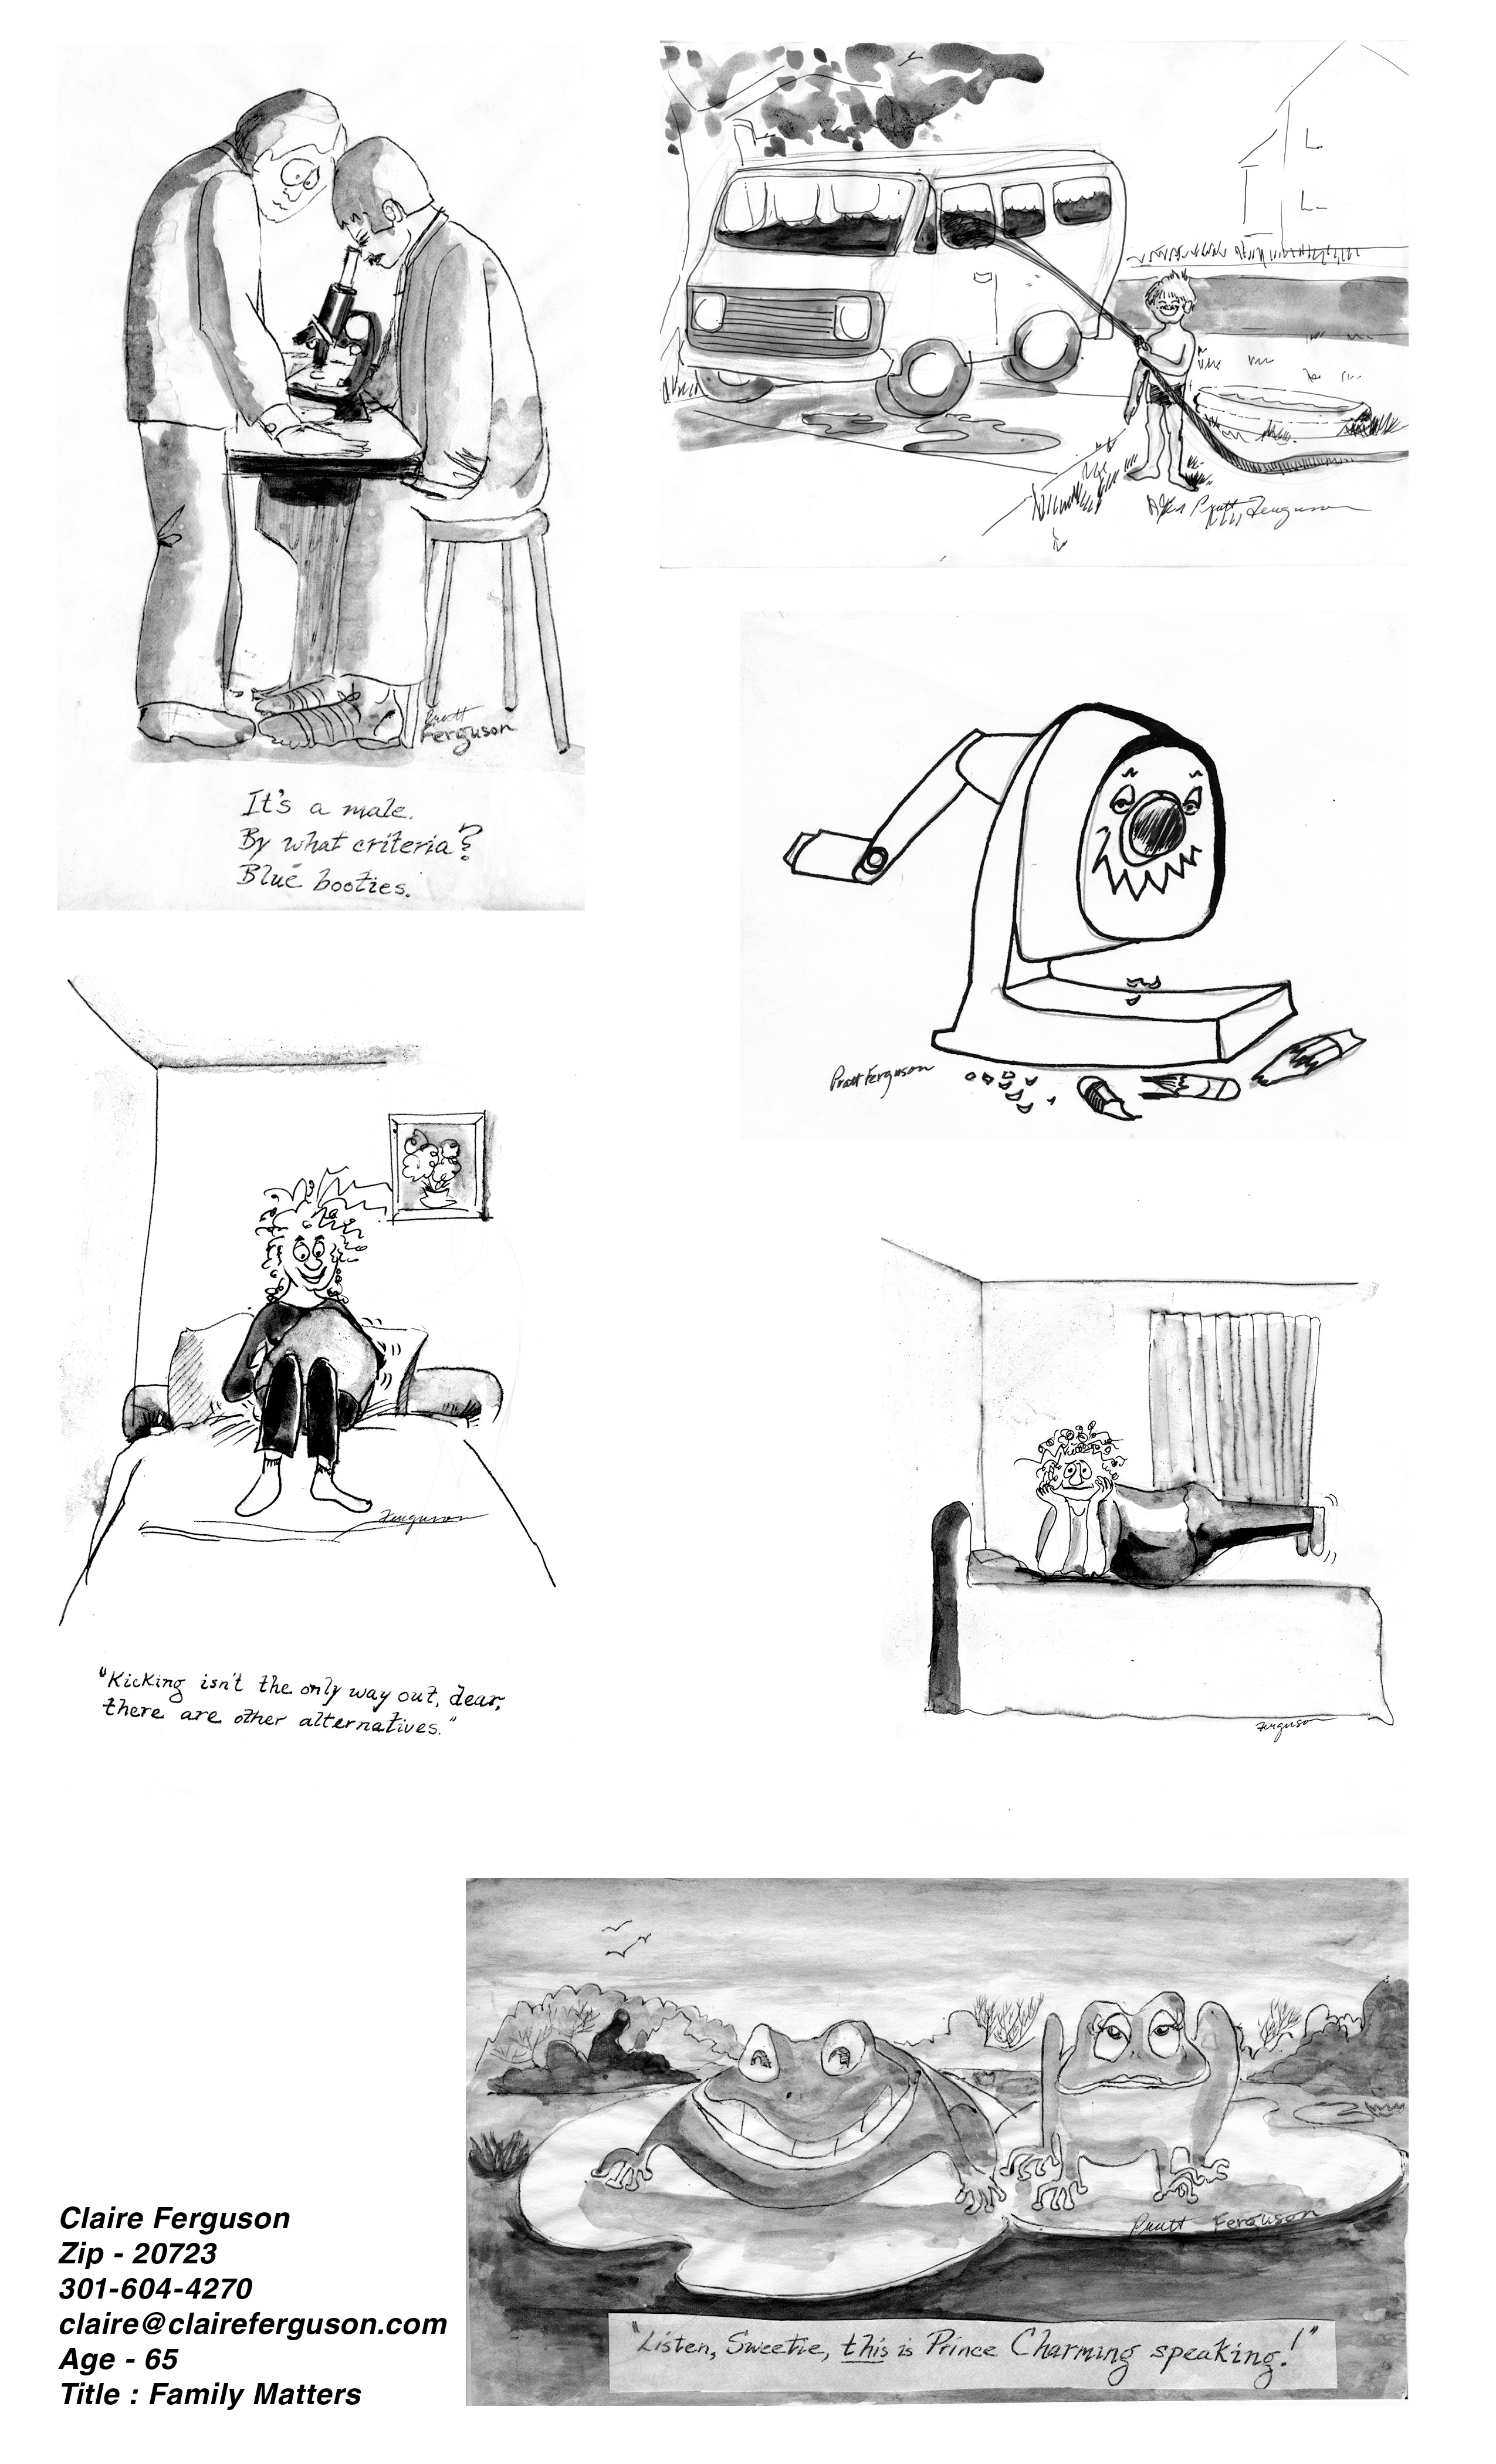 Pratt
Ferguson
It's a male.
By what criteria?
Blue booties.
Pratt Ferguson
Pratt Ferguson
Ferguson
"Kicking isn't the only way out, dear,
there are other alternatives."
Ferguson
Pratt Ferguson
"Listen, Sweetie, this is Prince Charming speaking!"
Claire Ferguson
Zip - 20723
301-604-4270
claire@claireferguson.com
Age - 65
Title : Family Matters